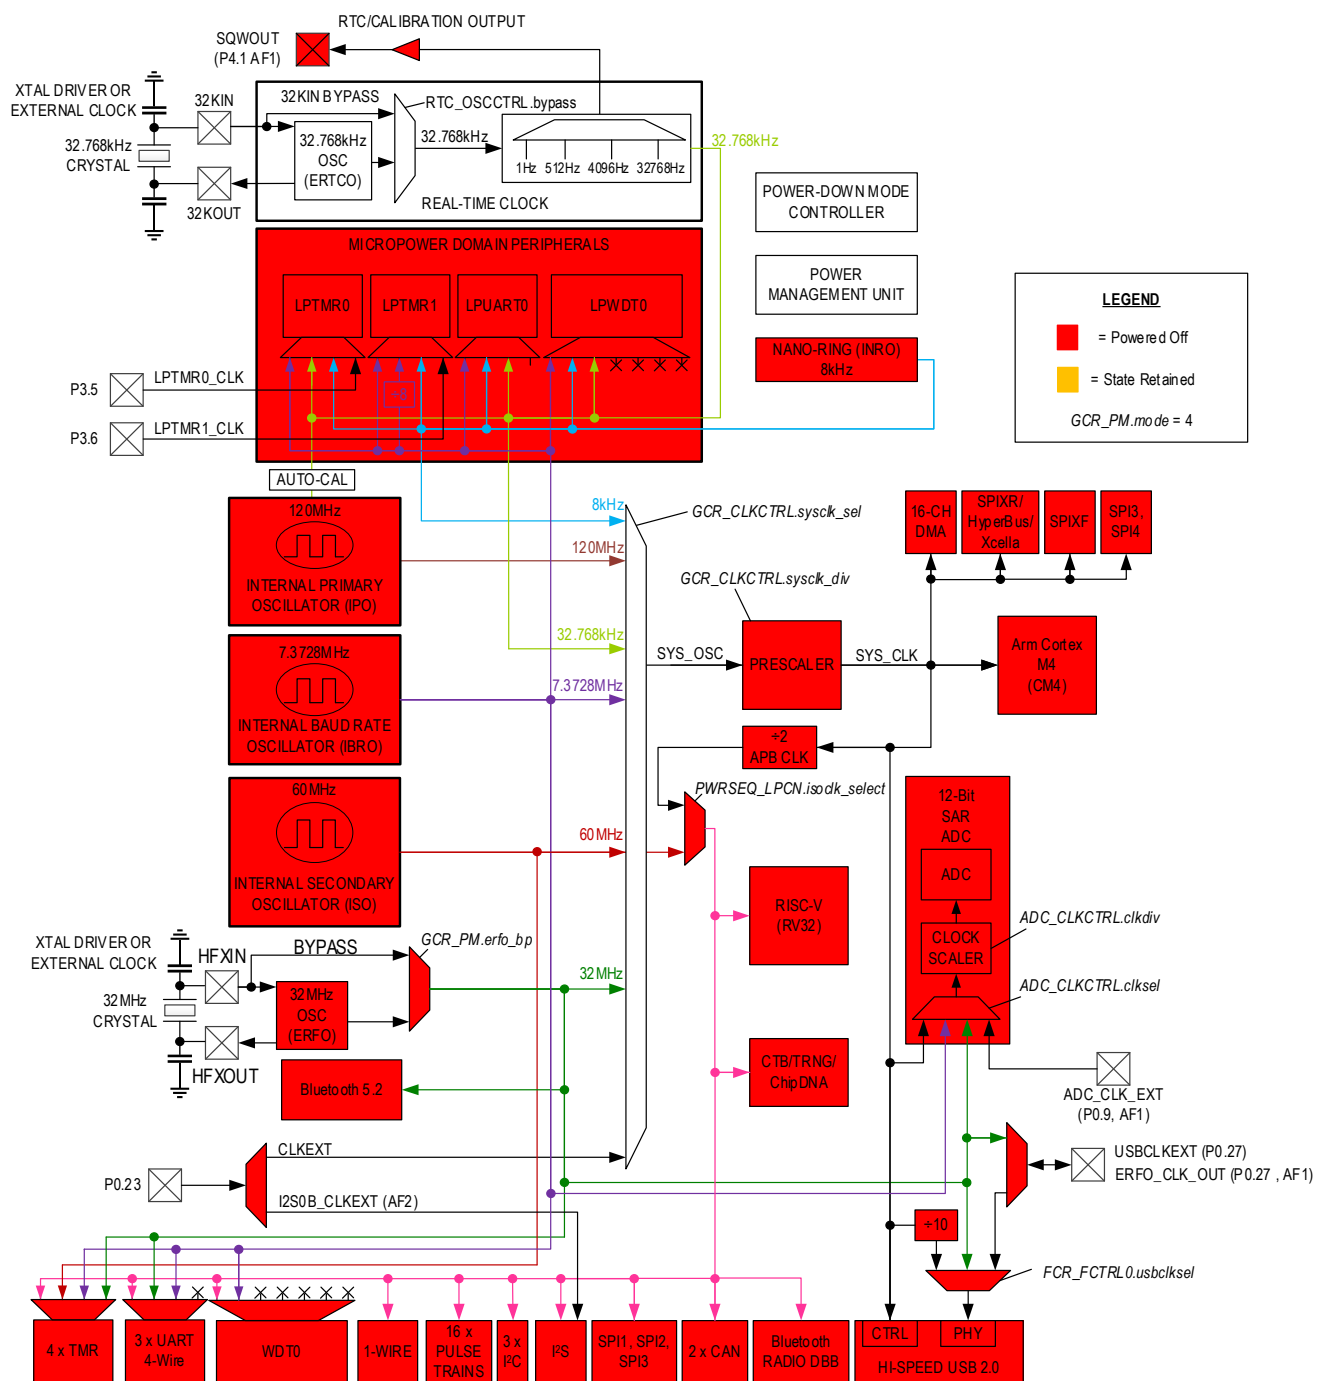 RTC/CALIBRATION OUTPUT
SQWOUT
(P4.1 AF1)
XTAL DRIVER OR
EXTERNAL CLOCK
32KIN
32KIN BYPASS
RTC_OSCCTRL.bypass
32.768kHz
OSC
(ERTCO)
32.768kHz
1Hz
512Hz
4096Hz
32768Hz
32.768kHz
32.768kHz
CRYSTAL
32KOUT
REAL-TIME CLOCK
POWER-DOWN MODE
CONTROLLER
POWER
MANAGEMENT UNIT
NANO-RING (INRO)
8kHz
LEGEND
= Powered Off
= State Retained
GCR_PM.mode = 4
MICROPOWER DOMAIN PERIPHERALS
LPTMR0
LPTMR1
LPUART0
LPWDT0
P3.5
LPTMR0_CLK
P3.6
LPTMR1_CLK
AUTO-CAL
120MHz
INTERNAL PRIMARY
OSCILLATOR (IPO)
7.3728MHz
INTERNAL BAUD RATE
OSCILLATOR (IBRO)
60MHz
INTERNAL SECONDARY
OSCILLATOR (ISO)
8kHz
120MHz
32.768kHz
7.3728MHz
60MHz
32MHz
GCR_CLKCTRL.sysclk_sel
GCR_CLKCTRL.sysclk_div
SYS_OSC
PRESCALER
SYS_CLK
16-CH
DMA
SPIXR/
HyperBus/
Xcella
SPIXF
SPI3,
SPI4
Arm Cortex
M4
(CM4)
÷2
APB CLK
PWRSEQ_LPCN.isoclk_select
RISC-V
(RV32)
CTB/TRNG/
ChipDNA
12-Bit
SAR
ADC
ADC
CLOCK
SCALER
ADC_CLKCTRL.clkdiv
ADC_CLKCTRL.clksel
ADC_CLK_EXT
(P0.9, AF1)
XTAL DRIVER OR
EXTERNAL CLOCK
HFXIN
BYPASS
GCR_PM.erfo_bp
32MHz
CRYSTAL
32MHz
OSC
(ERFO)
HFXOUT
Bluetooth 5.2
P0.23
CLKEXT
I2S0B_CLKEXT (AF2)
USBCLKEXT (P0.27)
ERFO_CLK_OUT (P0.27 , AF1)
÷10
FCR_FCTRL0.usbclksel
4 x TMR
3 x UART
4-Wire
WDT0
1-WIRE
16 x
PULSE
TRAINS
3 x
I²C
I²S
SPI1, SPI2,
SPI3
2 x CAN
Bluetooth
RADIO DBB
CTRL
PHY
HI-SPEED USB 2.0